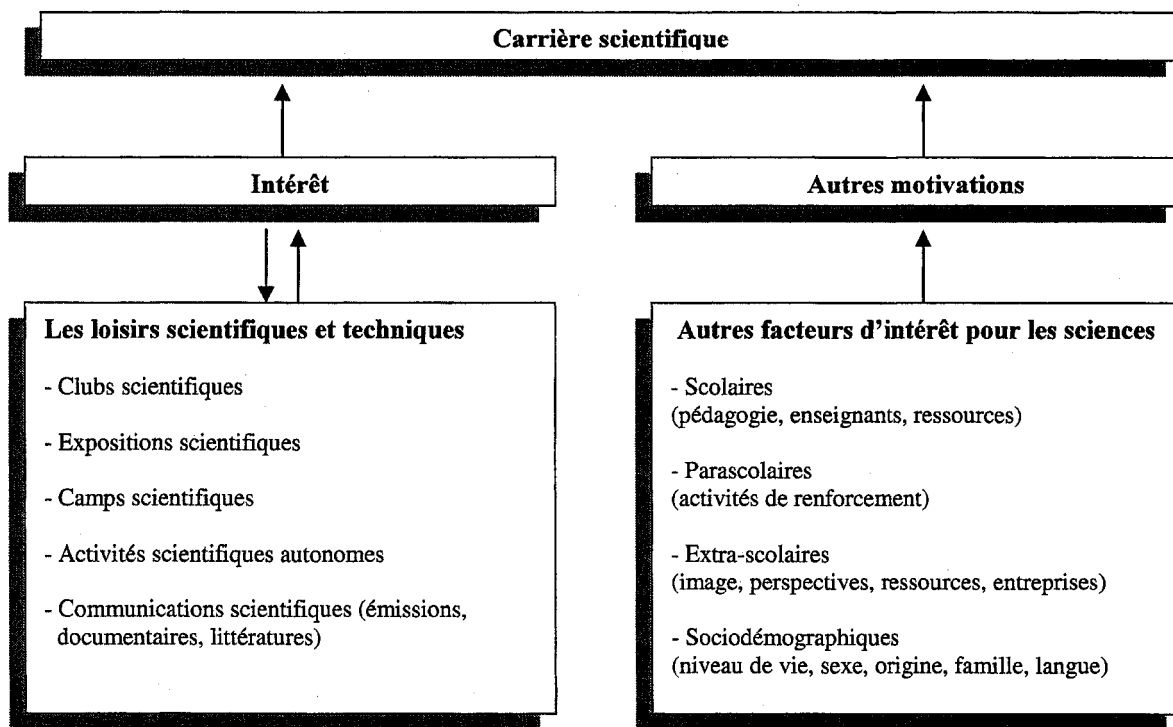 Carrière scientifique
Intérêt
Autres motivations
Les loisirs scientifiques et techniques
- Clubs scientifiques
- Expositions scientifiques
- Camps scientifiques
- Activités scientifiques autonomes
- Communications scientifiques (émissions,
documentaires, littératures)
Autres facteurs d'intérêt pour les sciences
- Scolaires
(pédagogie, enseignants, ressources)
- Parascolaires
(activités de renforcement)
- Extra-scolaires
(image, perspectives, ressources, entreprises)
- Sociodémographiques
(niveau de vie, sexe, origine, famille, langue)